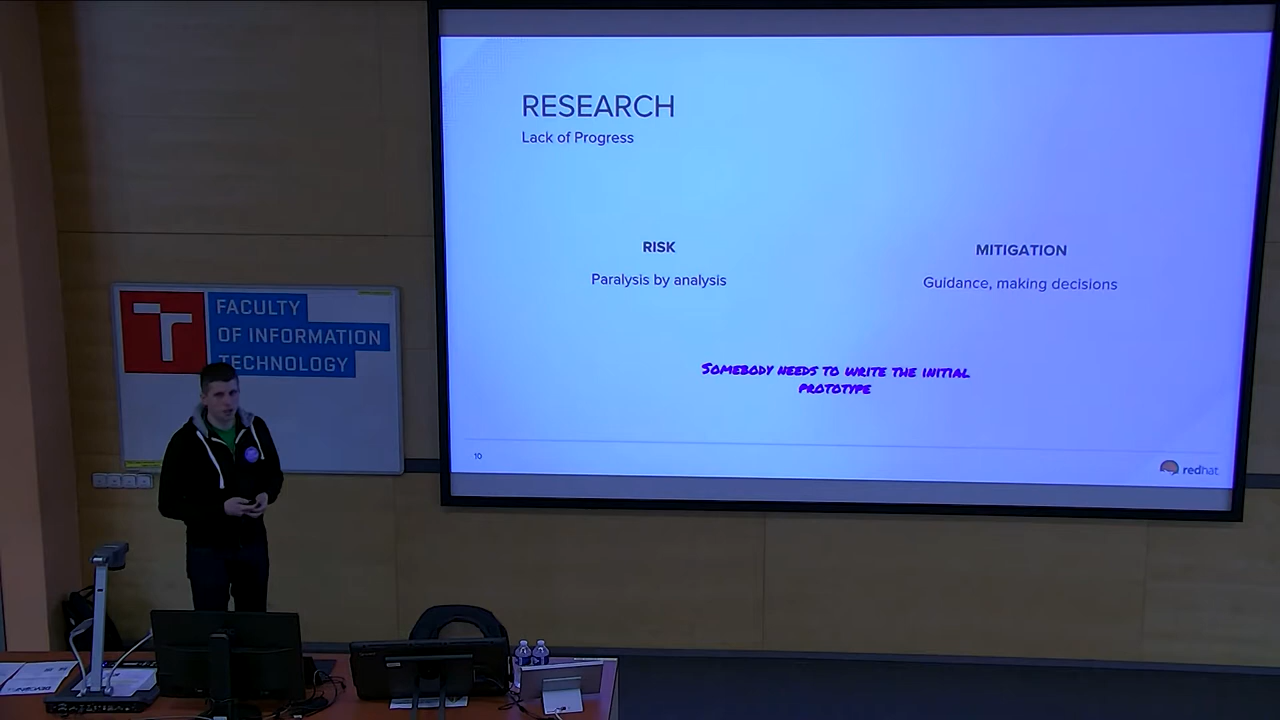 RESEARCH
Lack of Progress
RISK
Paralysis by analysis
MITIGATION
Guidance, making decisions
SOMEBODY NEEDS TO WRITE THE INITIAL
PROTOTYPE
10
redhat
FACULTY
OF INFORMATION
TECHNOLOGY